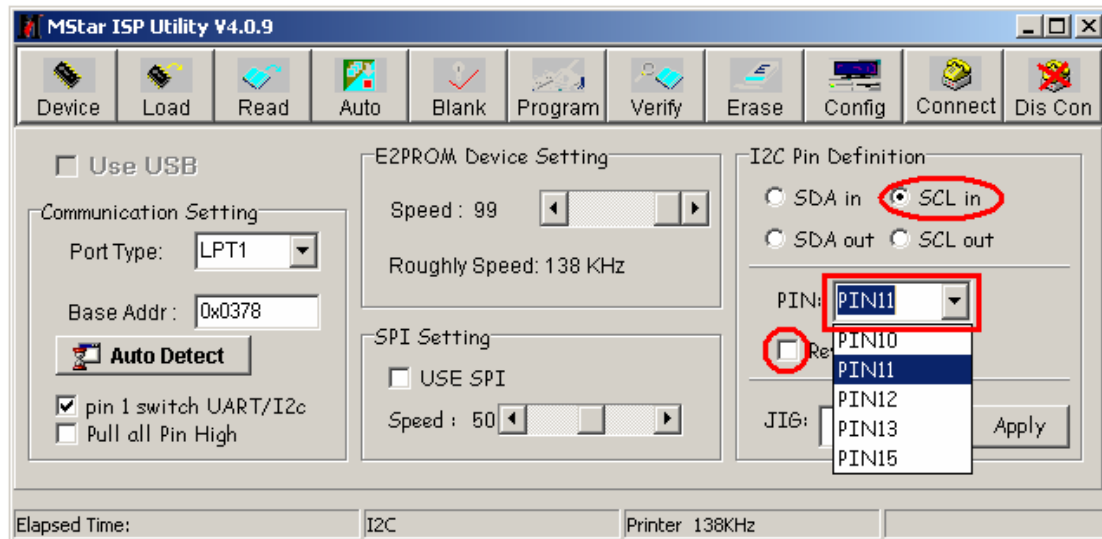 MStar ISP Utility V4.0.9
Device Load Read Auto Blank Program Verify Erase Config Connect Dis Con
Use USB
Communication Setting
Port Type: LPT1
Base Addr : 0x0378
Auto Detect
pin 1 switch UART/I2c
Pull all Pin High
E2PROM Device Setting
Speed : 99
Roughly Speed: 138 KHz
SPI Setting
USE SPI
Speed : 50
I2C Pin Definition
SDA in SCL in
SDA out SCL out
PIN: PIN11
PIN10
PIN11
PIN12
PIN13
PIN15
JIG:
Apply
Elapsed Time: I2C Printer 138KHz